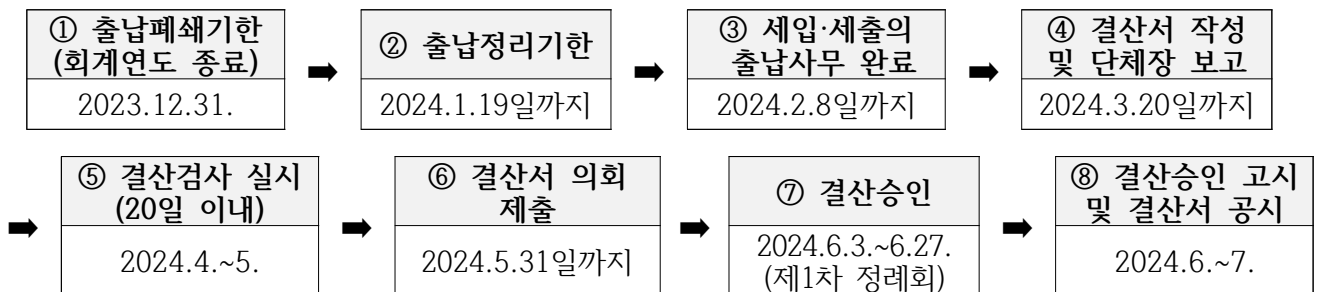 ① 출납폐쇄기한
(회계연도 종료)
2023.12.31.
② 출납정리기한
2024.1.19일까지
③ 세입·세출의
출납사무 완료
2024.2.8일까지
④ 결산서 작성
및 단체장 보고
2024.3.20일까지
⑤ 결산검사 실시
(20일 이내)
2024.4.~5.
⑥ 결산서 의회
제출
2024.5.31일까지
⑦ 결산승인
2024.6.3.~6.27.
(제1차 정례회)
⑧ 결산승인 고시
및 결산서 공시
2024.6.~7.